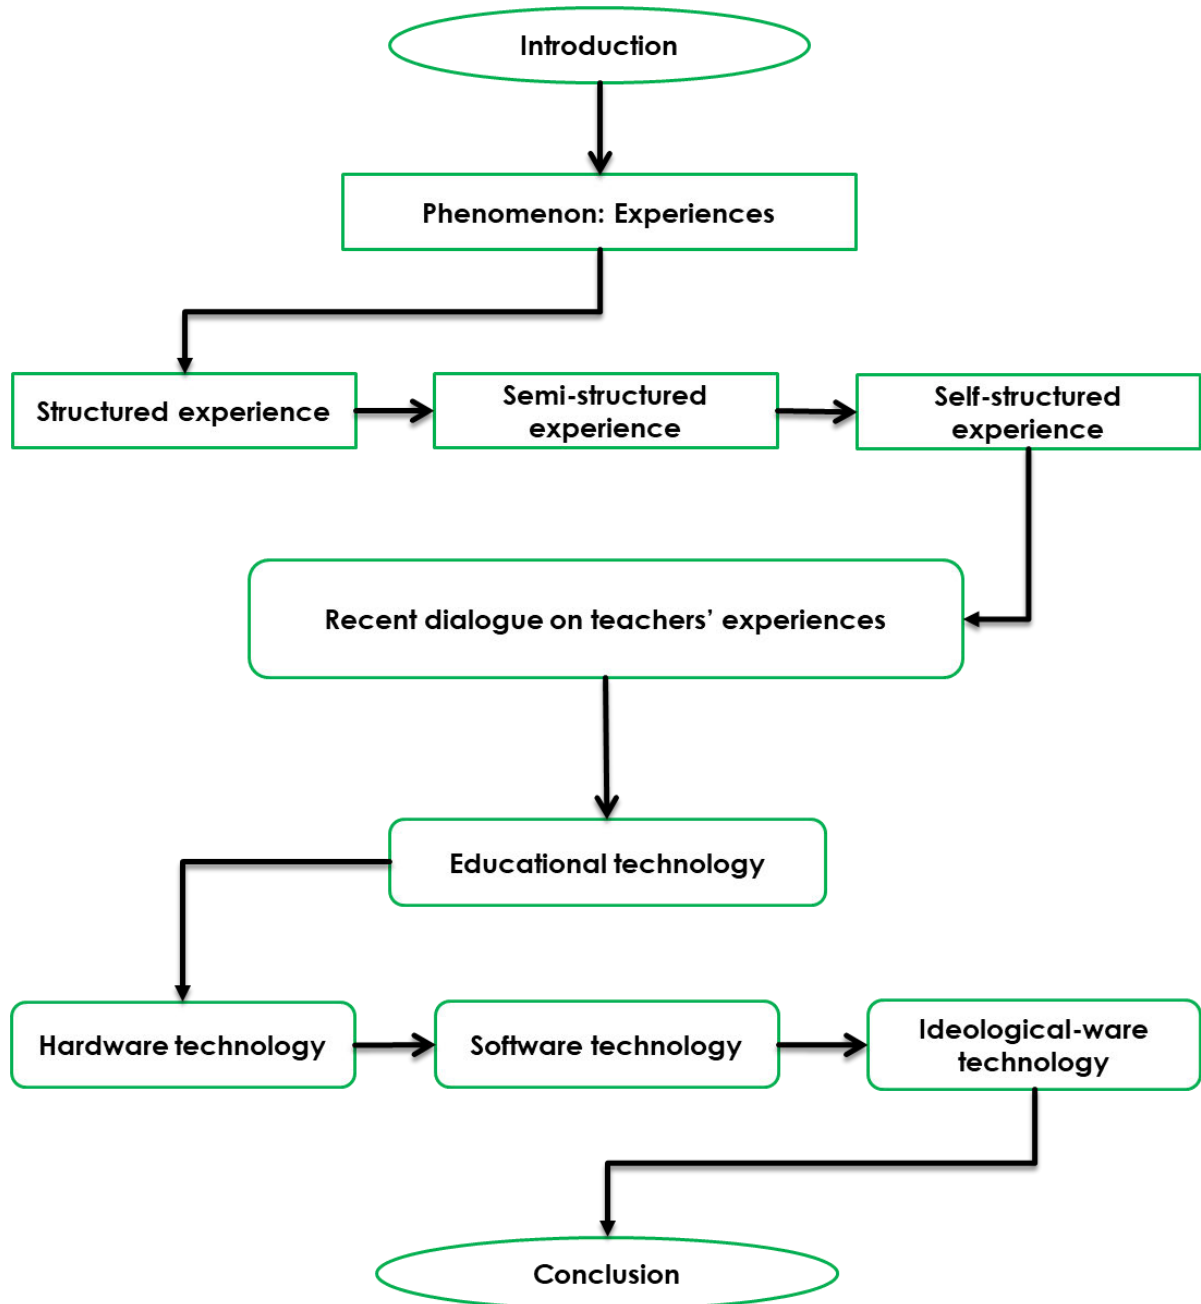 Introduction
Phenomenon: Experiences
Structured experience
Semi-structured
experience
Self-structured
experience
Recent dialogue on teachers’ experiences
Educational technology
Hardware technology
Software technology
Ideological-ware
technology
Conclusion